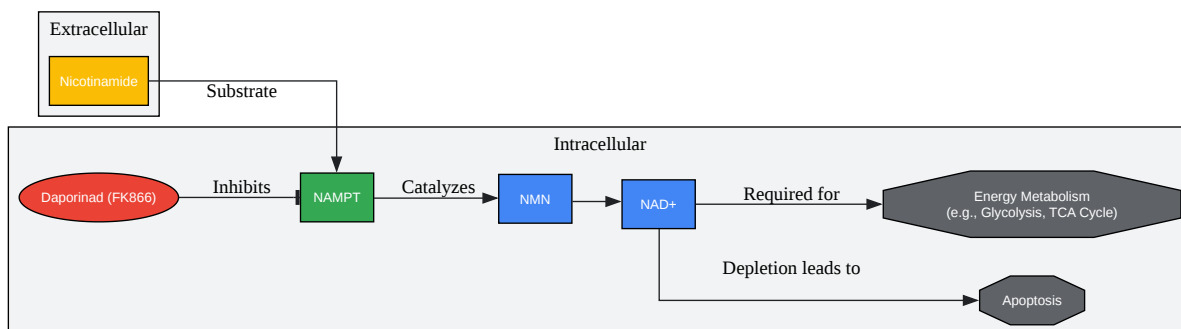 Extracellular
Nicotinamide
Substrate
Intracellular
Daporinad (FK866)
Inhibits
NAMPT
Catalyzes
NMN
NAD+
Required for
Energy Metabolism
(e.g., Glycolysis, TCA Cycle)
Depletion leads to
Apoptosis